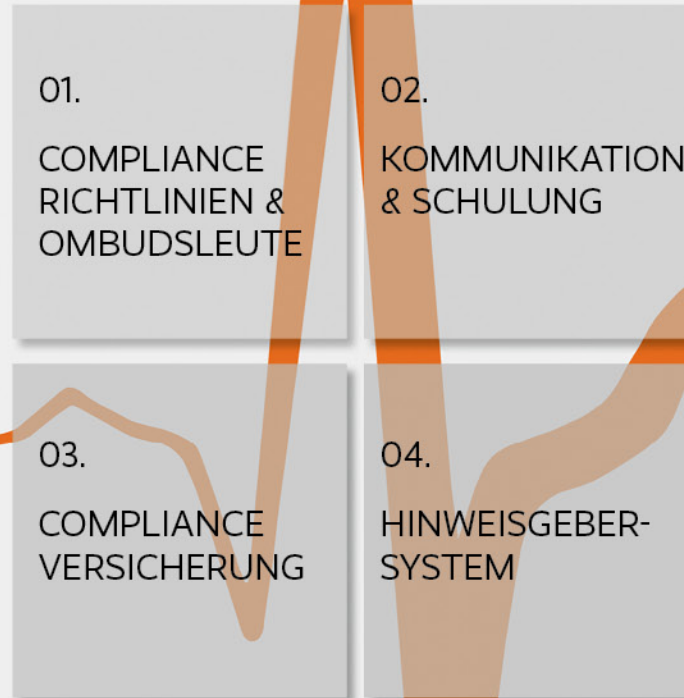 01.
COMPLIANCE
RICHTLINIEN &
OMBUDSLEUTE
02.
KOMMUNIKATION
& SCHULUNG
03.
COMPLIANCE
VERSICHERUNG
04.
HINWEISGEBER-
SYSTEM